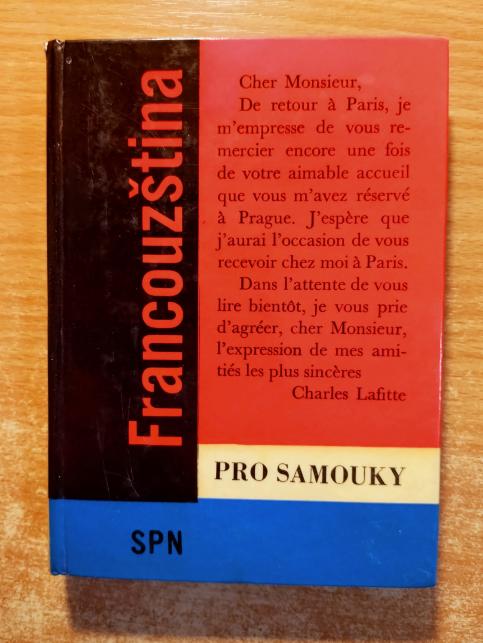 Francouzština
Cher Monsieur,
De retour à Paris, je
m'empresse de vous re-
mercier encore une fois
de votre aimable accueil
que vous m'avez réservé
à Prague. J'espère que
j'aurai l'occasion de vous
recevoir chez moi à Paris.
Dans l'attente de vous
lire bientôt, je vous prie
d'agréer, cher Monsieur,
l'expression de mes ami-
tiés les plus sincères
Charles Lafitte
PRO SAMOUKY
SPN